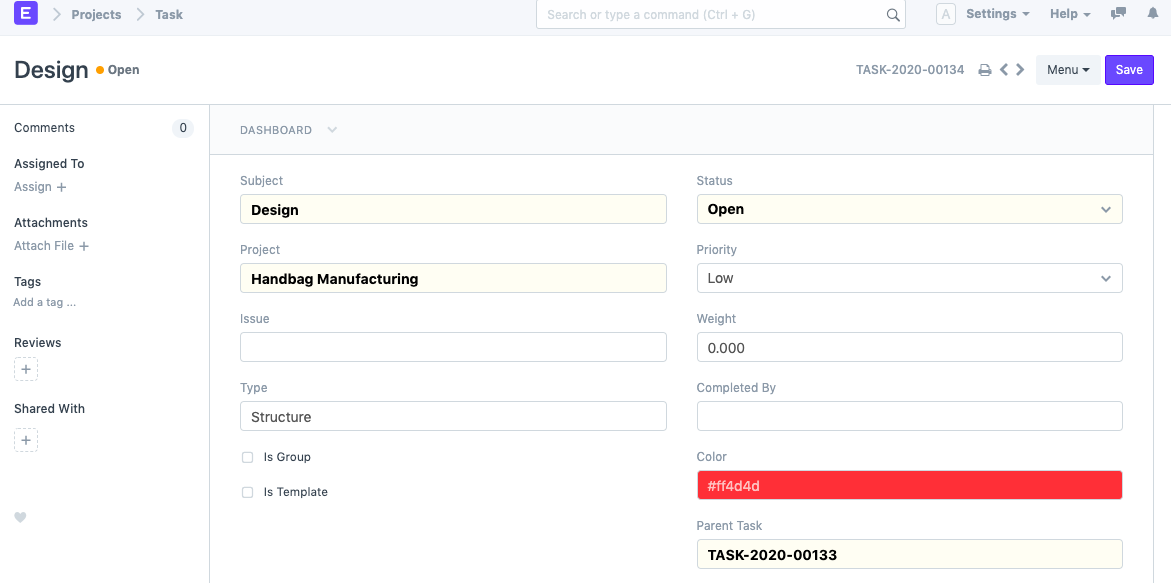 E Projects Task Search or type a command (Ctrl + G) A Settings Help
Design Open TASK-2020-00134 Menu Save
Comments 0
Assigned To
Assign +
Attachments
Attach File +
Tags
Add a tag ...
Reviews
+
Shared With
+
DASHBOARD
Subject
Design
Project
Handbag Manufacturing
Issue
Type
Structure
Is Group
Is Template
Status
Open
Priority
Low
Weight
0.000
Completed By
Color
#ff4d4d
Parent Task
TASK-2020-00133